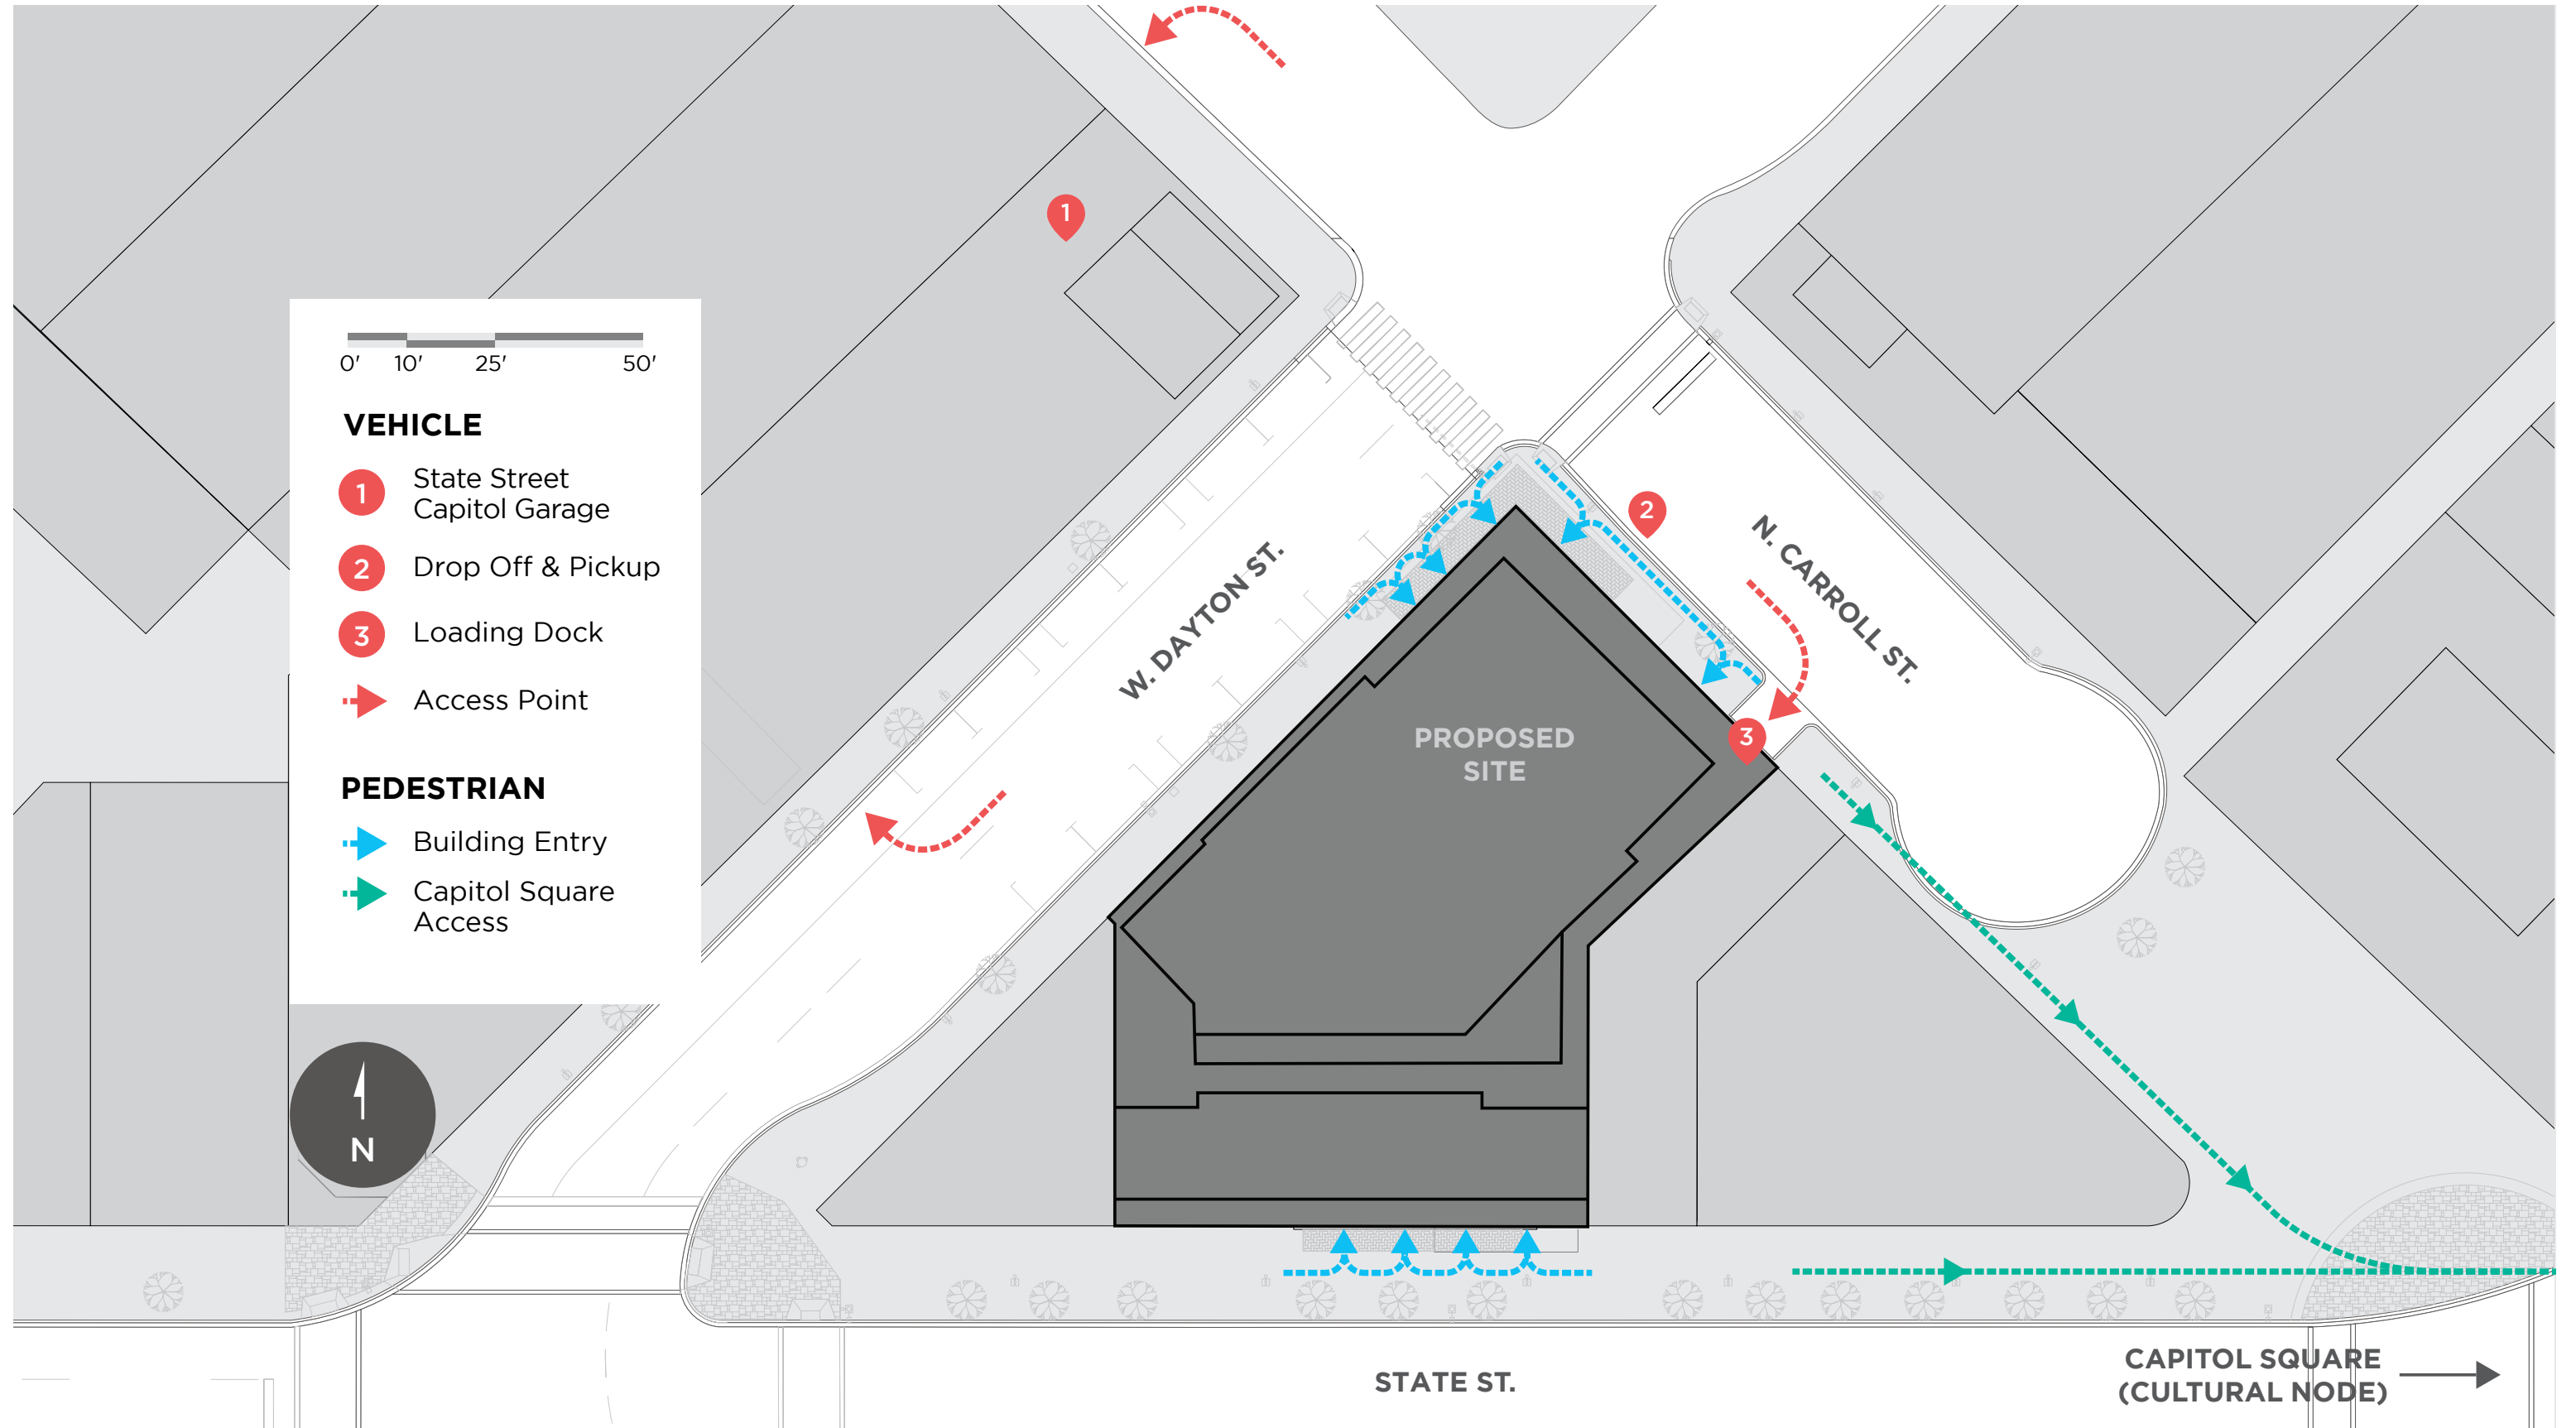 1
0' 10' 25' 50'
VEHICLE
1 State Street
Capitol Garage
2 Drop Off & Pickup
3 Loading Dock
Access Point
PEDESTRIAN
Building Entry
Capitol Square
Access
N
W. DAYTON ST.
2
N. CARROLL ST.
3
PROPOSED
SITE
STATE ST.
CAPITOL SQUARE
(CULTURAL NODE)